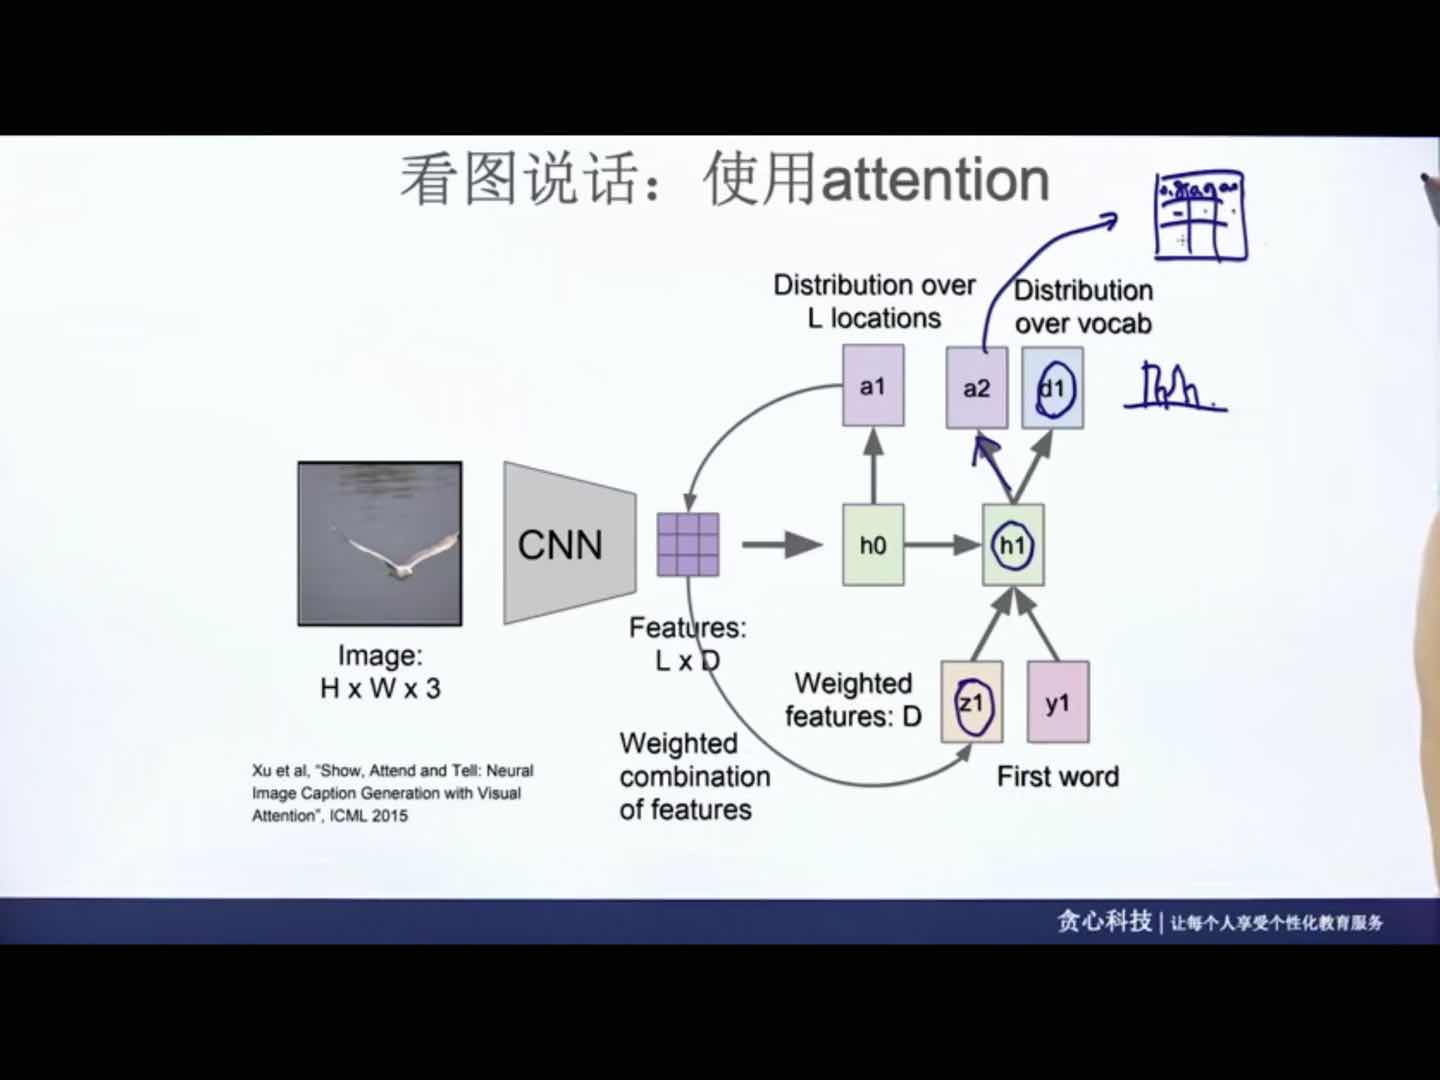 看图说话：使用attention
Distribution over
L locations
Distribution
over vocab
a1
a2
d1
CNN
h0
h1
Image:
H x W x 3
Features:
L x D
Weighted
features: D
z1
y1
Weighted
combination
of features
First word
Xu et al, “Show, Attend and Tell: Neural
Image Caption Generation with Visual
Attention”, ICML 2015
贪心科技 | 让每个人享受个性化教育服务